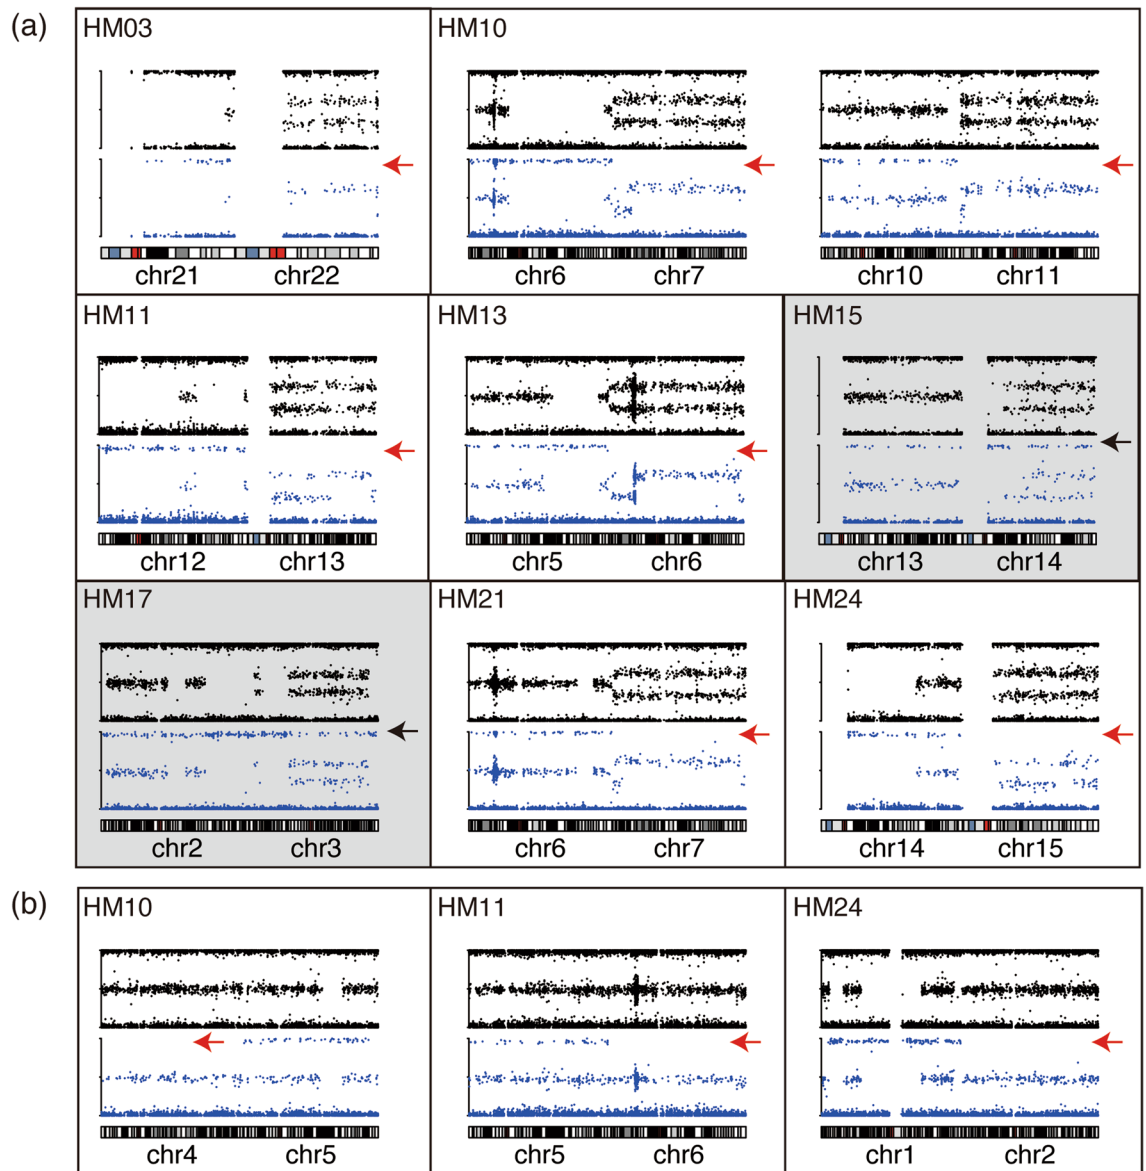 (a)
HM03
HM10
chr21 chr22
chr6 chr7
chr10 chr11
HM11
HM13
HM15
chr12 chr13
chr5 chr6
chr13 chr14
HM17
HM21
HM24
chr2 chr3
chr6 chr7
chr14 chr15
(b)
HM10
HM11
HM24
chr4 chr5
chr5 chr6
chr1 chr2